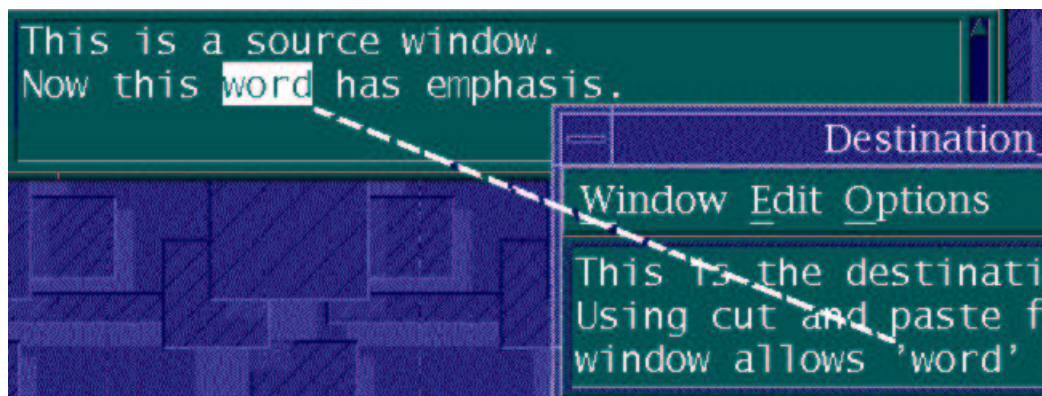 This is a source window.
Now this word has emphasis.
Destination
Window Edit Options
This is the destinati
Using cut and paste f
window allows 'word'